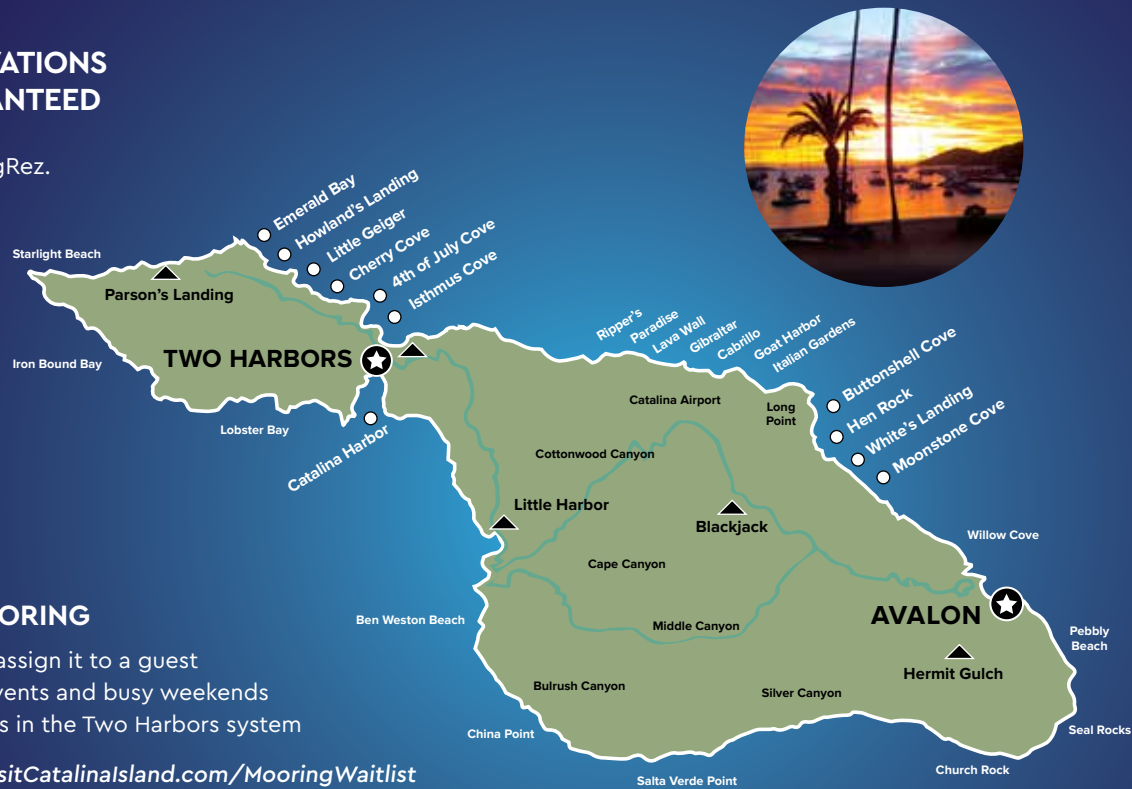 VATIONS
ANTEED
gRez.
Emerald Bay
Howland's Landing
Little Geiger
Cherry Cove
4th of July Cove
Isthmus Cove
Starlight Beach
Parson's Landing
TWO HARBORS
Iron Bound Bay
Lobster Bay
Catalina Harbor
Ripper's
Paradise
Lava Wall
Gibraltar
Cabrillo
Goat Harbor
Italian Gardens
Buttonshell Cove
Hen Rock
White's Landing
Moonstone Cove
Catalina Airport
Long
Point
Cottonwood Canyon
Little Harbor
Blackjack
Willow Cove
Cape Canyon
AVALON
Ben Weston Beach
Middle Canyon
Pebbly
Beach
Hermit Gulch
Bulrush Canyon
Silver Canyon
China Point
Seal Rocks
Church Rock
Salta Verde Point
ORING
assign it to a guest
vents and busy weekends
s in the Two Harbors system
sitCatalinaIsland.com/MooringWaitlist